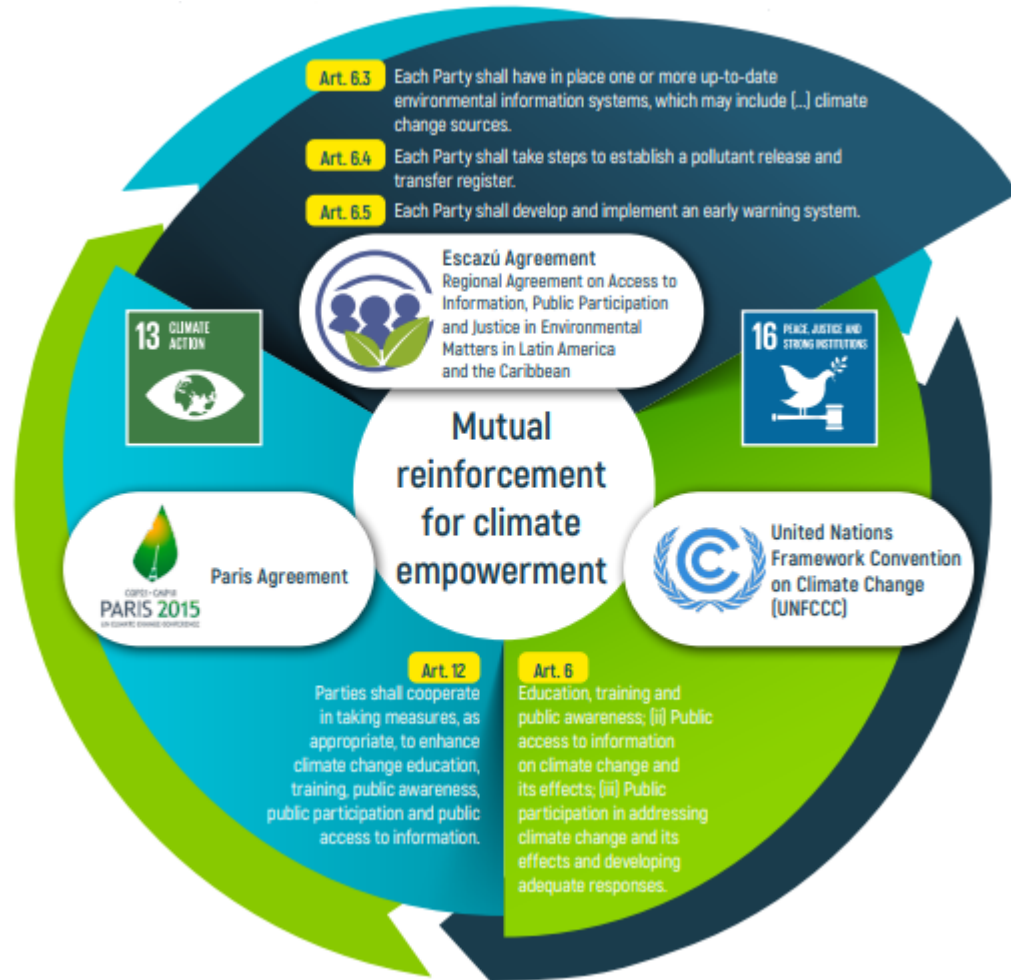 Art. 6.3
Each Party shall have in place one or more up-to-date
environmental information systems, which may include (...) climate
change sources.
Art. 6.4
Each Party shall take steps to establish a pollutant release and
transfer register.
Art. 6.5
Each Party shall develop and implement an early warning system.
Escazú Agreement
Regional Agreement on Access to
Information, Public Participation
and Justice in Environmental
Matters in Latin America
and the Caribbean
13 CLIMATE
ACTION
16 PEACE, JUSTICE AND
STRONG INSTITUTIONS
Mutual
reinforcement
for climate
empowerment
COP21·CMP11
PARIS 2015
UN CLIMATE CHANGE CONFERENCE
Paris Agreement
United Nations
Framework Convention
on Climate Change
(UNFCCC)
Art. 12
Parties shall cooperate
in taking measures, as
appropriate, to enhance
climate change education,
training, public awareness,
public participation and public
access to information.
Art. 6
Education, training and
public awareness; (ii) Public
access to information
on climate change and
its effects; (iii) Public
participation in addressing
climate change and its
effects and developing
adequate responses.